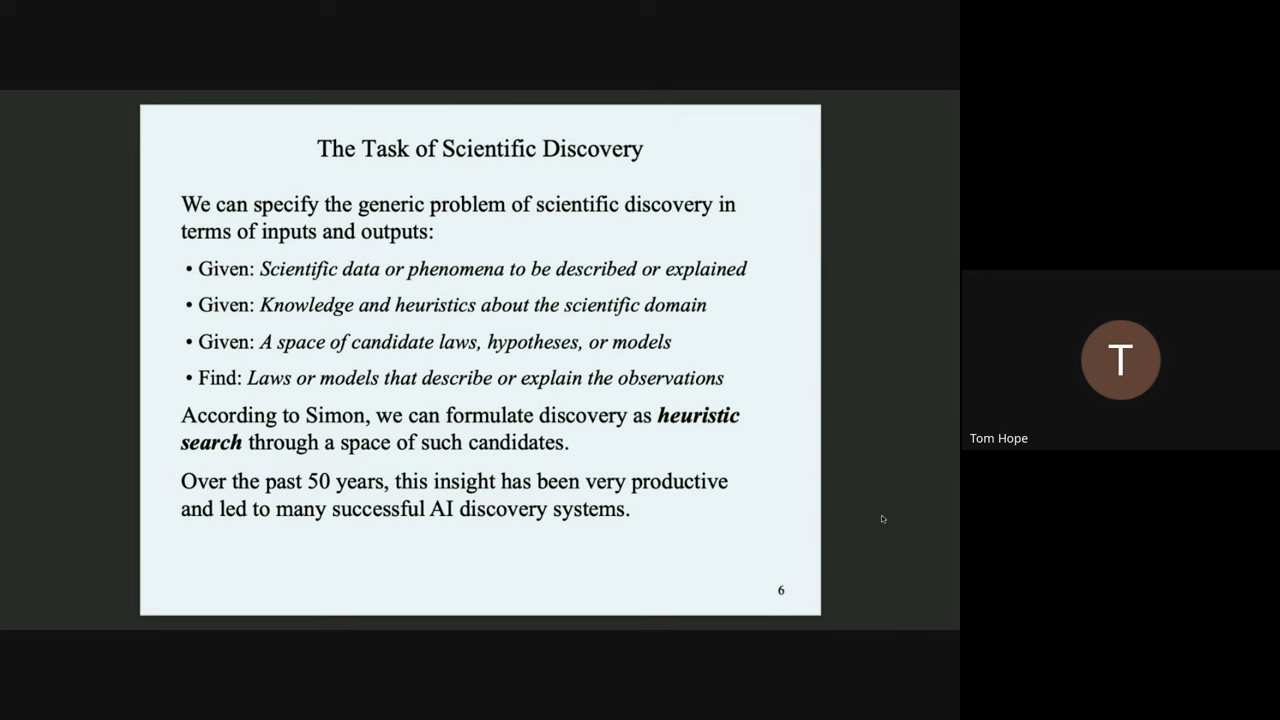 The Task of Scientific Discovery
We can specify the generic problem of scientific discovery in
terms of inputs and outputs:
• Given: Scientific data or phenomena to be described or explained
• Given: Knowledge and heuristics about the scientific domain
• Given: A space of candidate laws, hypotheses, or models
• Find: Laws or models that describe or explain the observations
According to Simon, we can formulate discovery as heuristic
search through a space of such candidates.
Over the past 50 years, this insight has been very productive
and led to many successful AI discovery systems.
6
T
Tom Hope